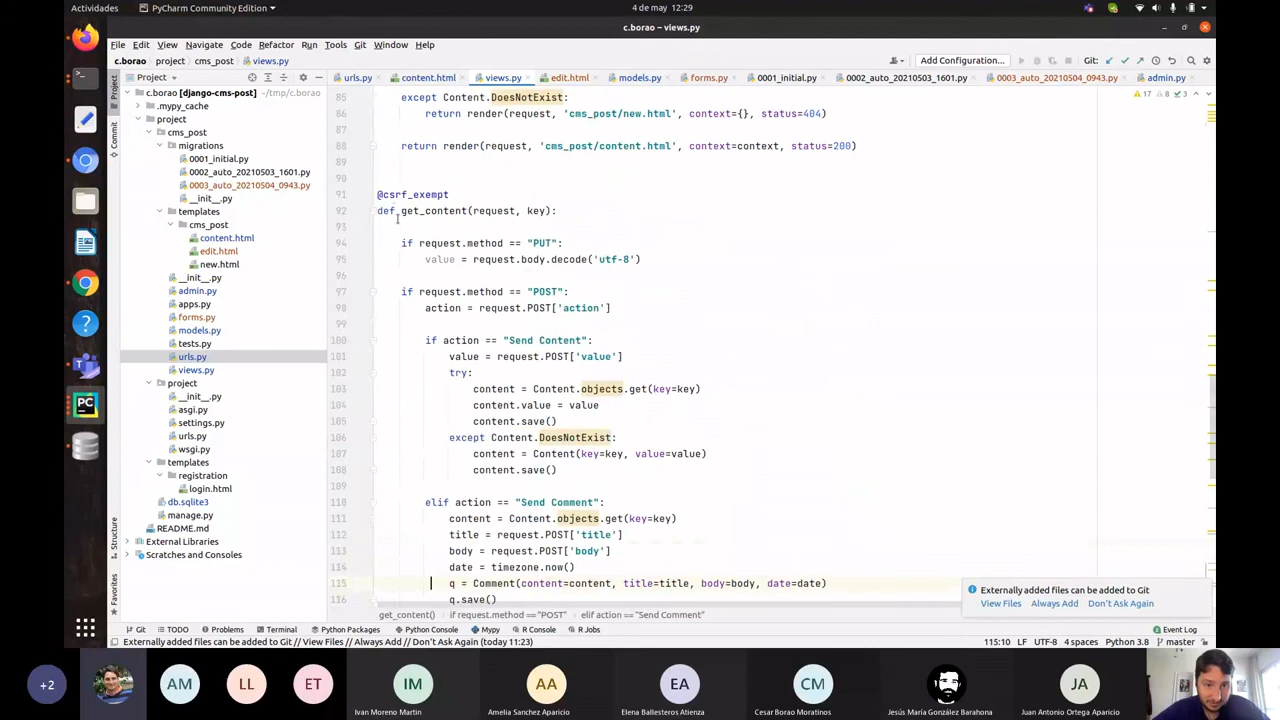 Actividades
PyCharm Community Edition
4 de may 12:29
c.borao – views.py
File Edit View Navigate Code Refactor Run Tools Git Window Help
c.borao project cms_post views.py
Add Configuration...
Git:
Project
urls.py content.html views.py edit.html models.py forms.py 0001_initial.py 0002_auto_20210503_1601.py 0003_auto_20210504_0943.py admin.py
Project
Commit
Structure
Favorites
c.borao [django-cms-post] ~/tmp/c.borao
.mypy_cache
project
cms_post
migrations
0001_initial.py
0002_auto_20210503_1601.py
0003_auto_20210504_0943.py
__init__.py
templates
cms_post
content.html
edit.html
new.html
__init__.py
admin.py
apps.py
forms.py
models.py
tests.py
urls.py
views.py
project
__init__.py
asgi.py
settings.py
urls.py
wsgi.py
templates
registration
login.html
db.sqlite3
manage.py
README.md
External Libraries
Scratches and Consoles
17 8 3
85 except Content.DoesNotExist:
86 return render(request, 'cms_post/new.html', context={}, status=404)
87
88 return render(request, 'cms_post/content.html', context=context, status=200)
89
90
91 @csrf_exempt
92 def get_content(request, key):
93
94 if request.method == "PUT":
95 value = request.body.decode('utf-8')
96
97 if request.method == "POST":
98 action = request.POST['action']
99
100 if action == "Send Content":
101 value = request.POST['value']
102 try:
103 content = Content.objects.get(key=key)
104 content.value = value
105 content.save()
106 except Content.DoesNotExist:
107 content = Content(key=key, value=value)
108 content.save()
109
110 elif action == "Send Comment":
111 content = Content.objects.get(key=key)
112 title = request.POST['title']
113 body = request.POST['body']
114 date = timezone.now()
115 q = Comment(content=content, title=title, body=body, date=date)
116 q.save()
get_content() if request.method == "POST" elif action == "Send Comment"
Externally added files can be added to Git
View Files Always Add Don't Ask Again
Git TODO Problems Terminal Python Packages Python Console Mypy R Console R Jobs Event Log
Externally added files can be added to Git // View Files // Always Add // Don't Ask Again (today 11:23)
115:10 LF UTF-8 4 spaces Python 3.8 master
+2
AM
LL
ET
IM
AA
EA
CM
JA
Ivan Moreno Martin
Amelia Sanchez Aparicio
Elena Ballesteros Atienza
Cesar Borao Moratinos
Jesús María González Barahona
Juan Antonio Ortega Aparicio